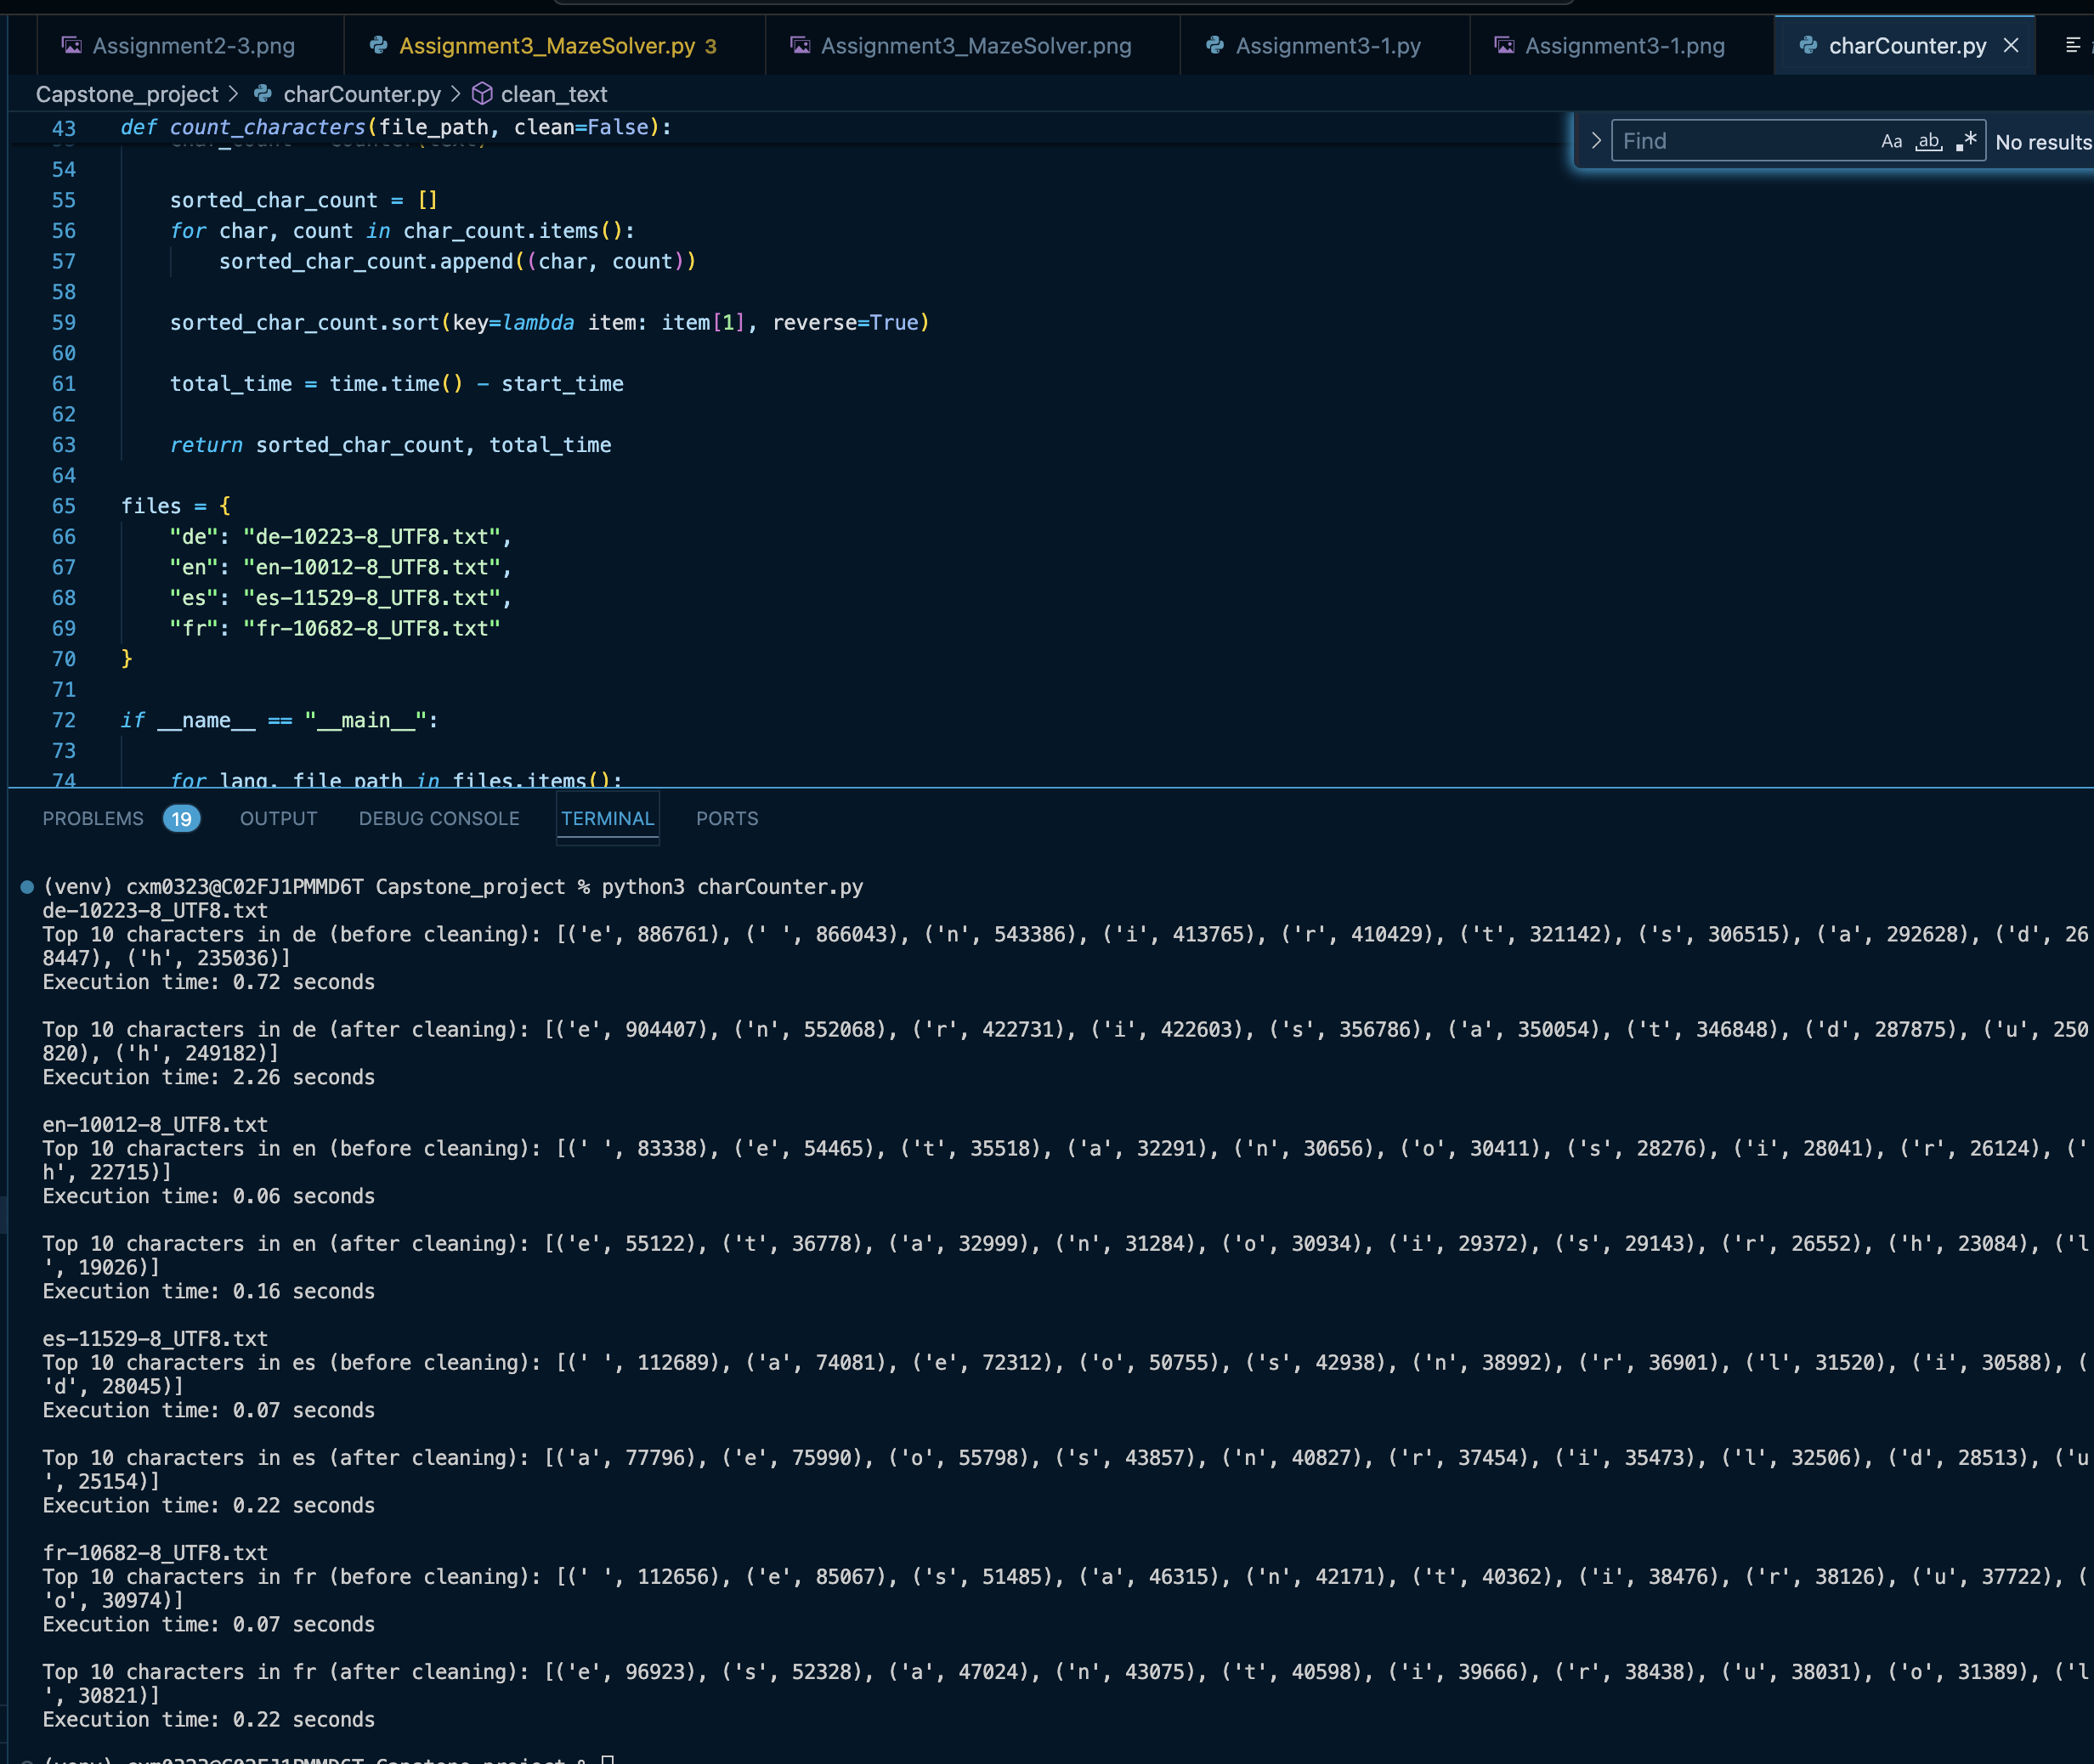 Assignment2-3.png Assignment3_MazeSolver.py 3 Assignment3_MazeSolver.png Assignment3-1.py Assignment3-1.png charCounter.py
Capstone_project > charCounter.py > clean_text
43 def count_characters(file_path, clean=False):
Find Aa ab .* No results
54
55 sorted_char_count = []
56 for char, count in char_count.items():
57 sorted_char_count.append((char, count))
58
59 sorted_char_count.sort(key=lambda item: item[1], reverse=True)
60
61 total_time = time.time() - start_time
62
63 return sorted_char_count, total_time
64
65 files = {
66 "de": "de-10223-8_UTF8.txt",
67 "en": "en-10012-8_UTF8.txt",
68 "es": "es-11529-8_UTF8.txt",
69 "fr": "fr-10682-8_UTF8.txt"
70 }
71
72 if __name__ == "__main__":
73
74 for lang, file_path in files.items():
PROBLEMS 19 OUTPUT DEBUG CONSOLE TERMINAL PORTS
(venv) cxm0323@C02FJ1PMMD6T Capstone_project % python3 charCounter.py
de-10223-8_UTF8.txt
Top 10 characters in de (before cleaning): [('e', 886761), (' ', 866043), ('n', 543386), ('i', 413765), ('r', 410429), ('t', 321142), ('s', 306515), ('a', 292628), ('d', 26
8447), ('h', 235036)]
Execution time: 0.72 seconds
Top 10 characters in de (after cleaning): [('e', 904407), ('n', 552068), ('r', 422731), ('i', 422603), ('s', 356786), ('a', 350054), ('t', 346848), ('d', 287875), ('u', 250
820), ('h', 249182)]
Execution time: 2.26 seconds
en-10012-8_UTF8.txt
Top 10 characters in en (before cleaning): [(' ', 83338), ('e', 54465), ('t', 35518), ('a', 32291), ('n', 30656), ('o', 30411), ('s', 28276), ('i', 28041), ('r', 26124), ('
h', 22715)]
Execution time: 0.06 seconds
Top 10 characters in en (after cleaning): [('e', 55122), ('t', 36778), ('a', 32999), ('n', 31284), ('o', 30934), ('i', 29372), ('s', 29143), ('r', 26552), ('h', 23084), ('l
', 19026)]
Execution time: 0.16 seconds
es-11529-8_UTF8.txt
Top 10 characters in es (before cleaning): [(' ', 112689), ('a', 74081), ('e', 72312), ('o', 50755), ('s', 42938), ('n', 38992), ('r', 36901), ('l', 31520), ('i', 30588), (
'd', 28045)]
Execution time: 0.07 seconds
Top 10 characters in es (after cleaning): [('a', 77796), ('e', 75990), ('o', 55798), ('s', 43857), ('n', 40827), ('r', 37454), ('i', 35473), ('l', 32506), ('d', 28513), ('u
', 25154)]
Execution time: 0.22 seconds
fr-10682-8_UTF8.txt
Top 10 characters in fr (before cleaning): [(' ', 112656), ('e', 85067), ('s', 51485), ('a', 46315), ('n', 42171), ('t', 40362), ('i', 38476), ('r', 38126), ('u', 37722), (
'o', 30974)]
Execution time: 0.07 seconds
Top 10 characters in fr (after cleaning): [('e', 96923), ('s', 52328), ('a', 47024), ('n', 43075), ('t', 40598), ('i', 39666), ('r', 38438), ('u', 38031), ('o', 31389), ('l
', 30821)]
Execution time: 0.22 seconds
(venv) cxm0323@C02FJ1PMMD6T Capstone_project %